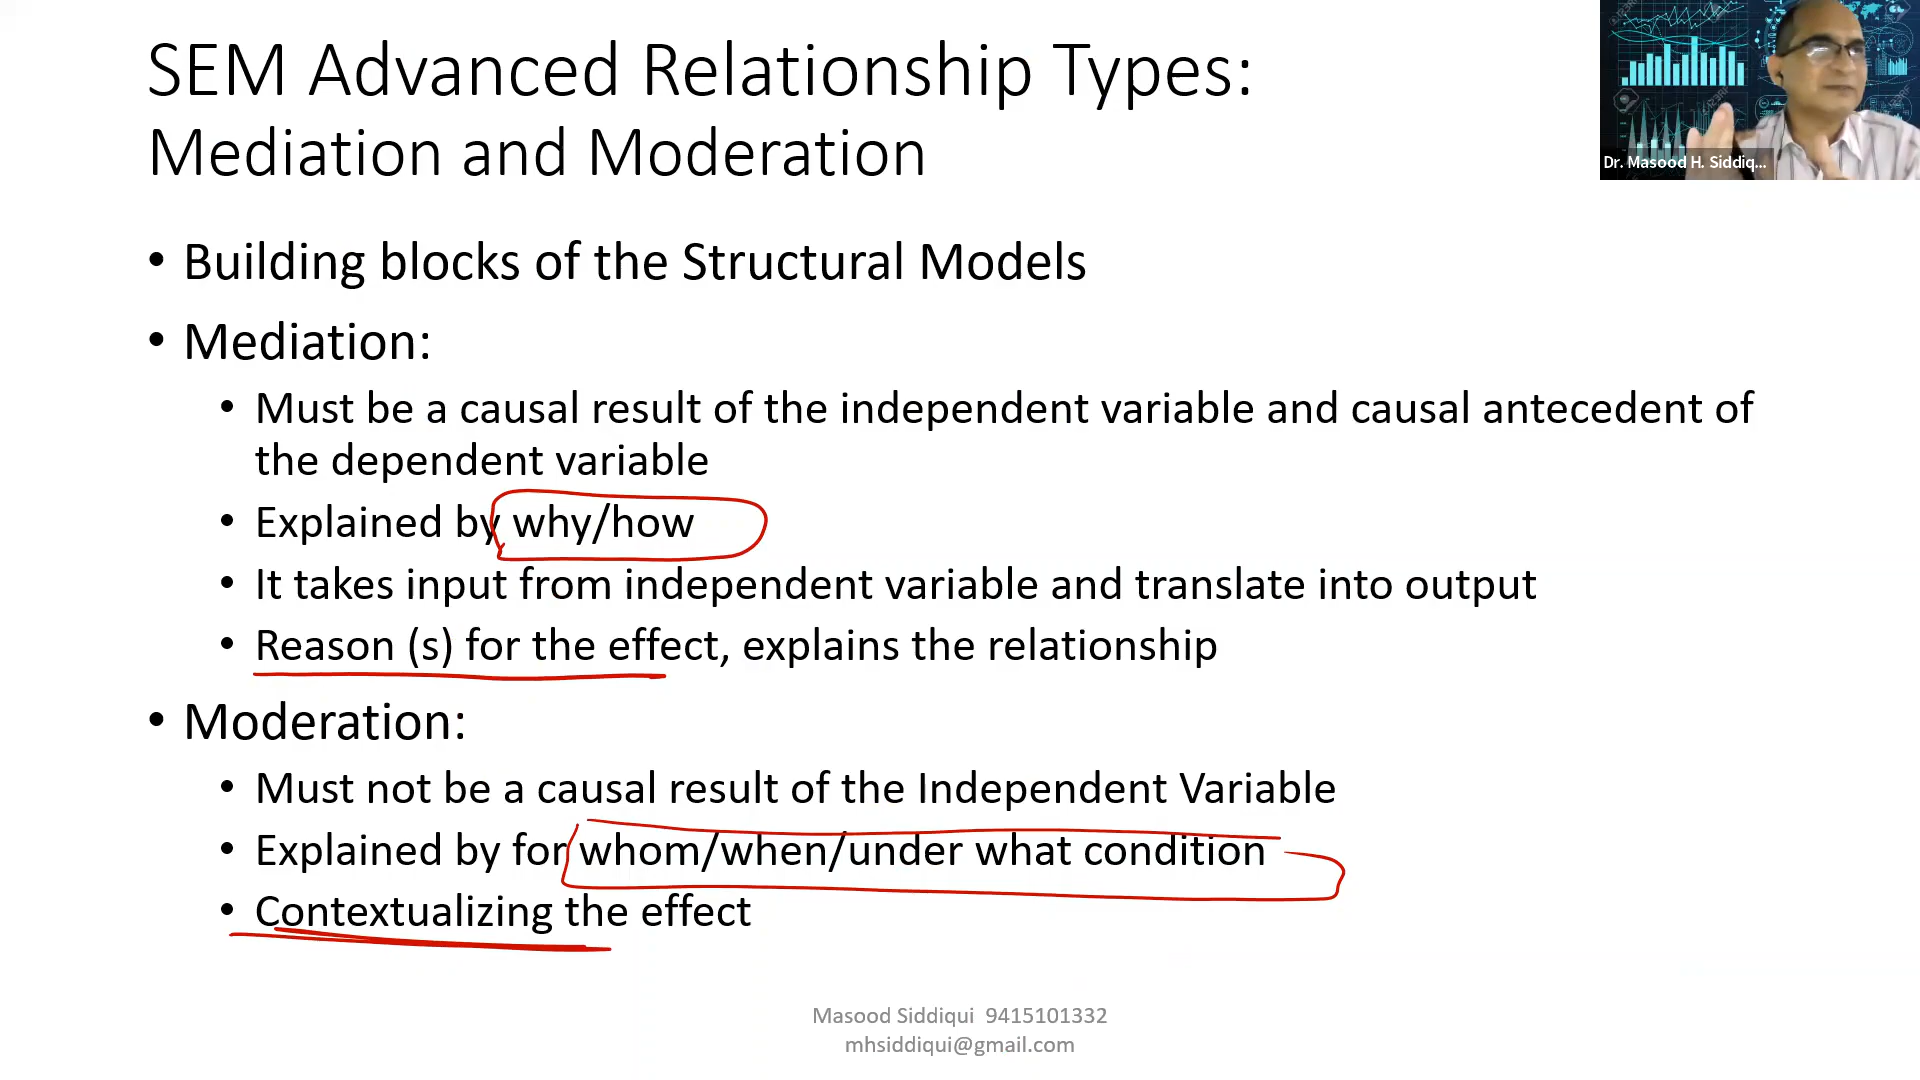 SEM Advanced Relationship Types:
Mediation and Moderation
Dr. Masood H. Siddiq...
• Building blocks of the Structural Models
• Mediation:
• Must be a causal result of the independent variable and causal antecedent of
the dependent variable
• Explained by why/how
• It takes input from independent variable and translate into output
• Reason (s) for the effect, explains the relationship
• Moderation:
• Must not be a causal result of the Independent Variable
• Explained by for whom/when/under what condition
• Contextualizing the effect
Masood Siddiqui 9415101332
mhsiddiqui@gmail.com